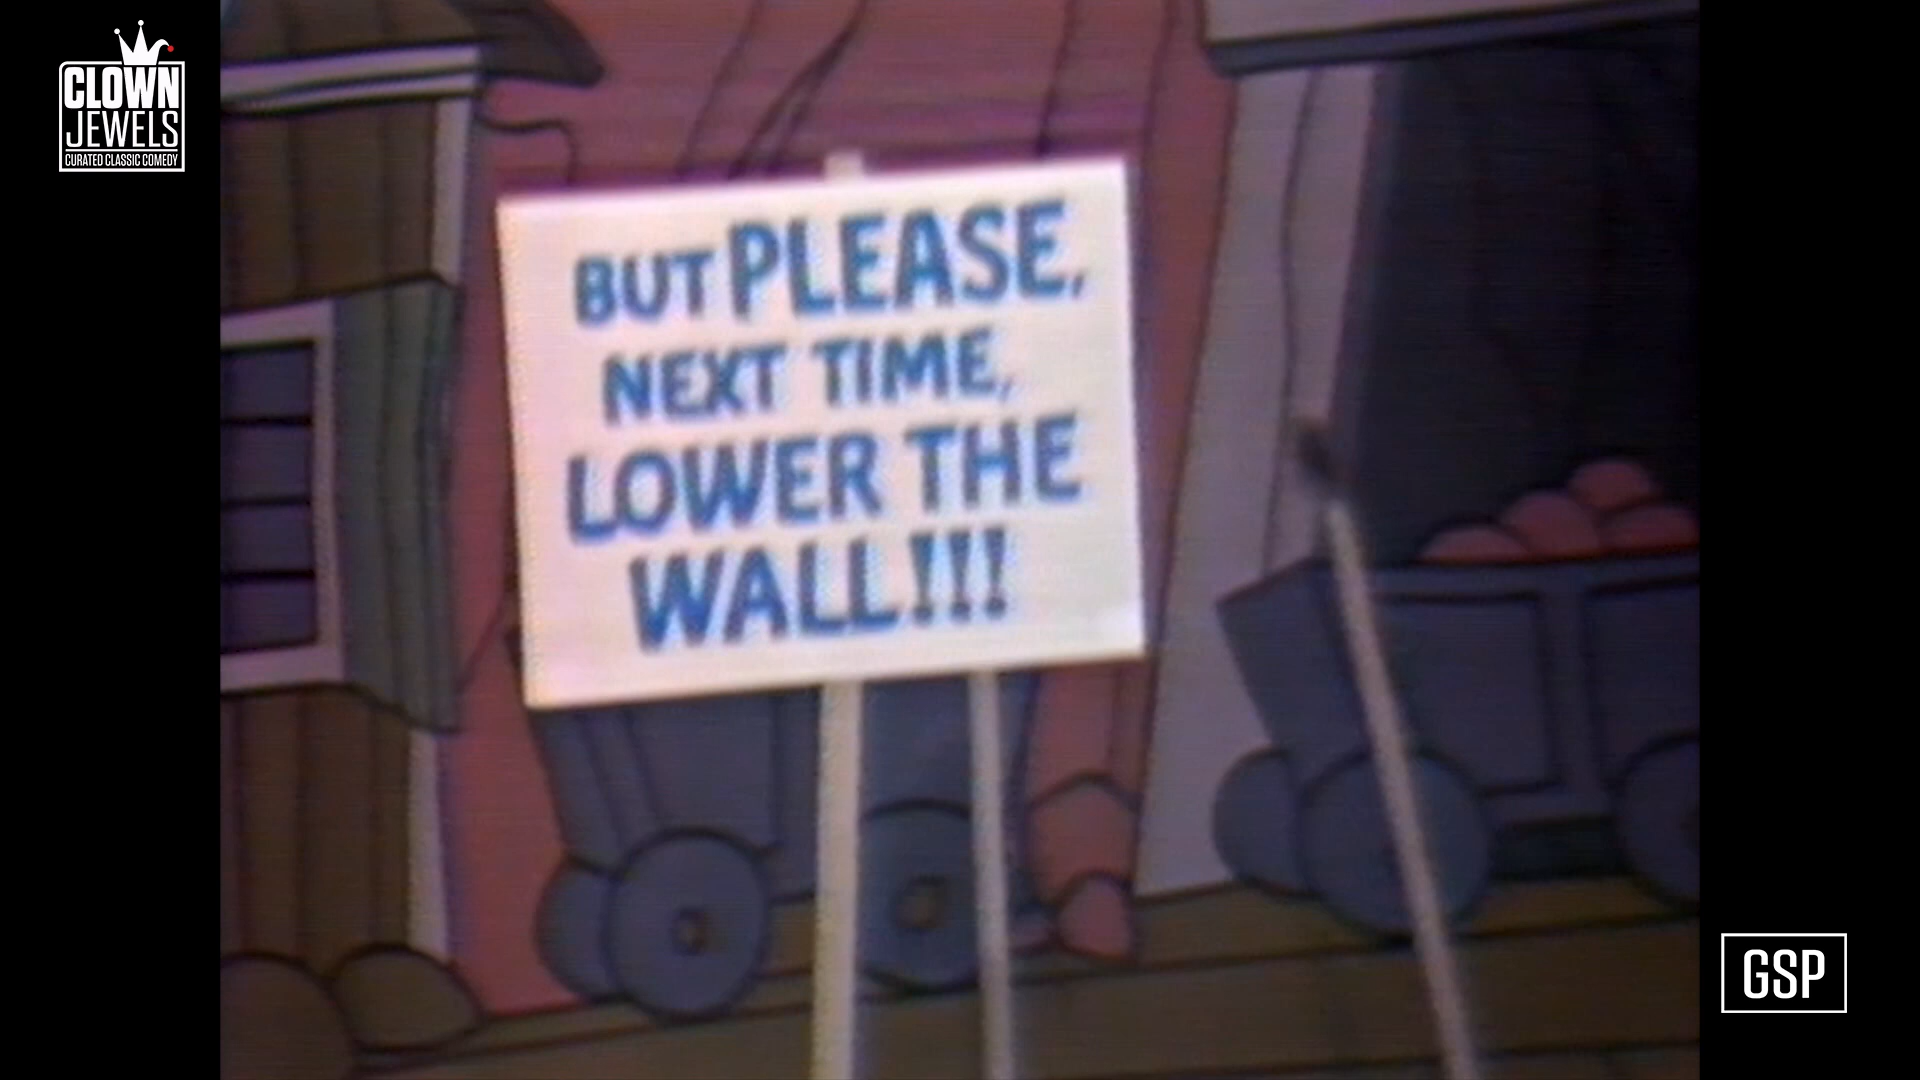 CLOWN
JEWELS
CURATED CLASSIC COMEDY
BUT PLEASE,
NEXT TIME,
LOWER THE
WALL!!!
GSP